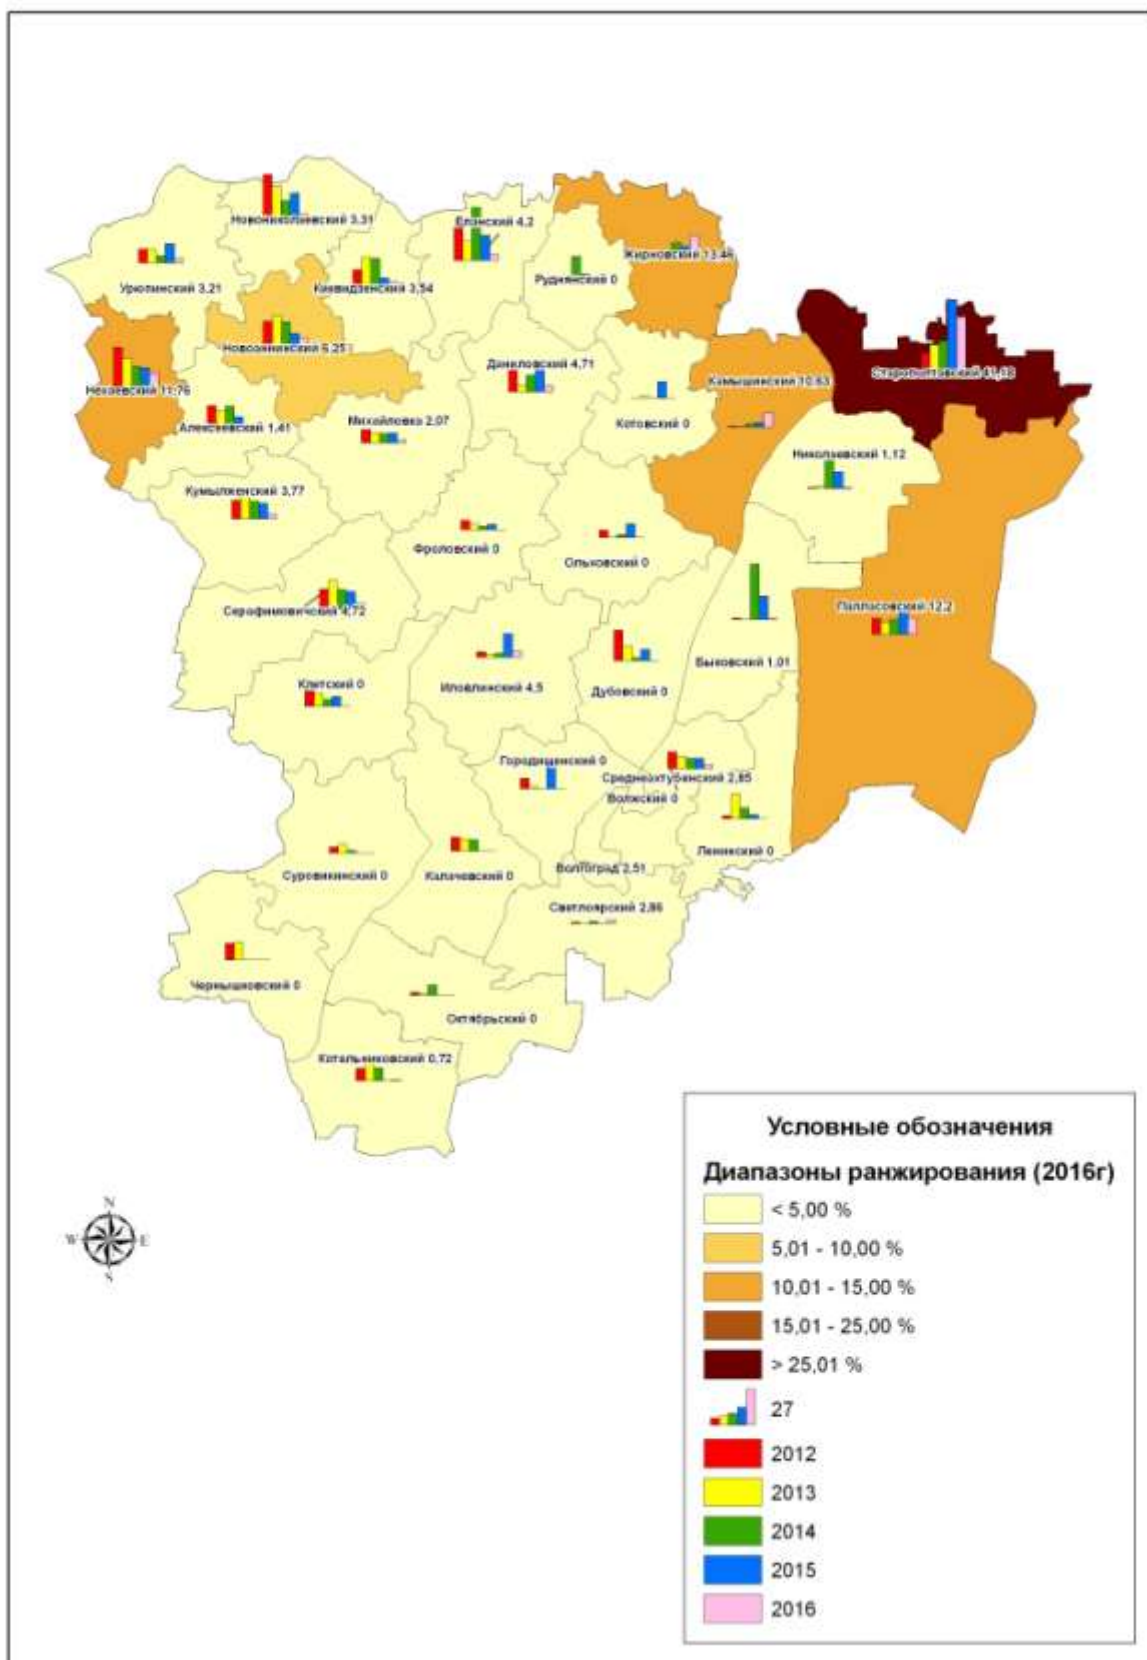 Новониколаевский 3,31
Еланский 4,2
Жирновский 13,46
Урюпинский 3,21
Киквидзенский 3,54
Руднянский 0
Новоаннинский 6,25
Нехаевский 11,76
Даниловский 4,71
Камышинский 10,63
Старополтавский 41,18
Алексеевский 1,41
Михайловка 2,07
Котовский 0
Николаевский 1,12
Кумылженский 3,77
Фроловский 0
Ольховский 0
Серафимовичский 4,72
Палласовский 12,2
Клетский 0
Иловлинский 4,5
Дубовский 0
Быковский 1,01
Городищенский 0
Среднеахтубинский 2,85
Волжский 0
Ленинский 0
Суровикинский 0
Калачевский 0
Волгоград 2,51
Светлоярский 2,86
Чернышковский 0
Октябрьский 0
Котельниковский 0,72
N
W
E
S
Условные обозначения
Диапазоны ранжирования (2016г)
< 5,00 %
5,01 - 10,00 %
10,01 - 15,00 %
15,01 - 25,00 %
> 25,01 %
27
2012
2013
2014
2015
2016